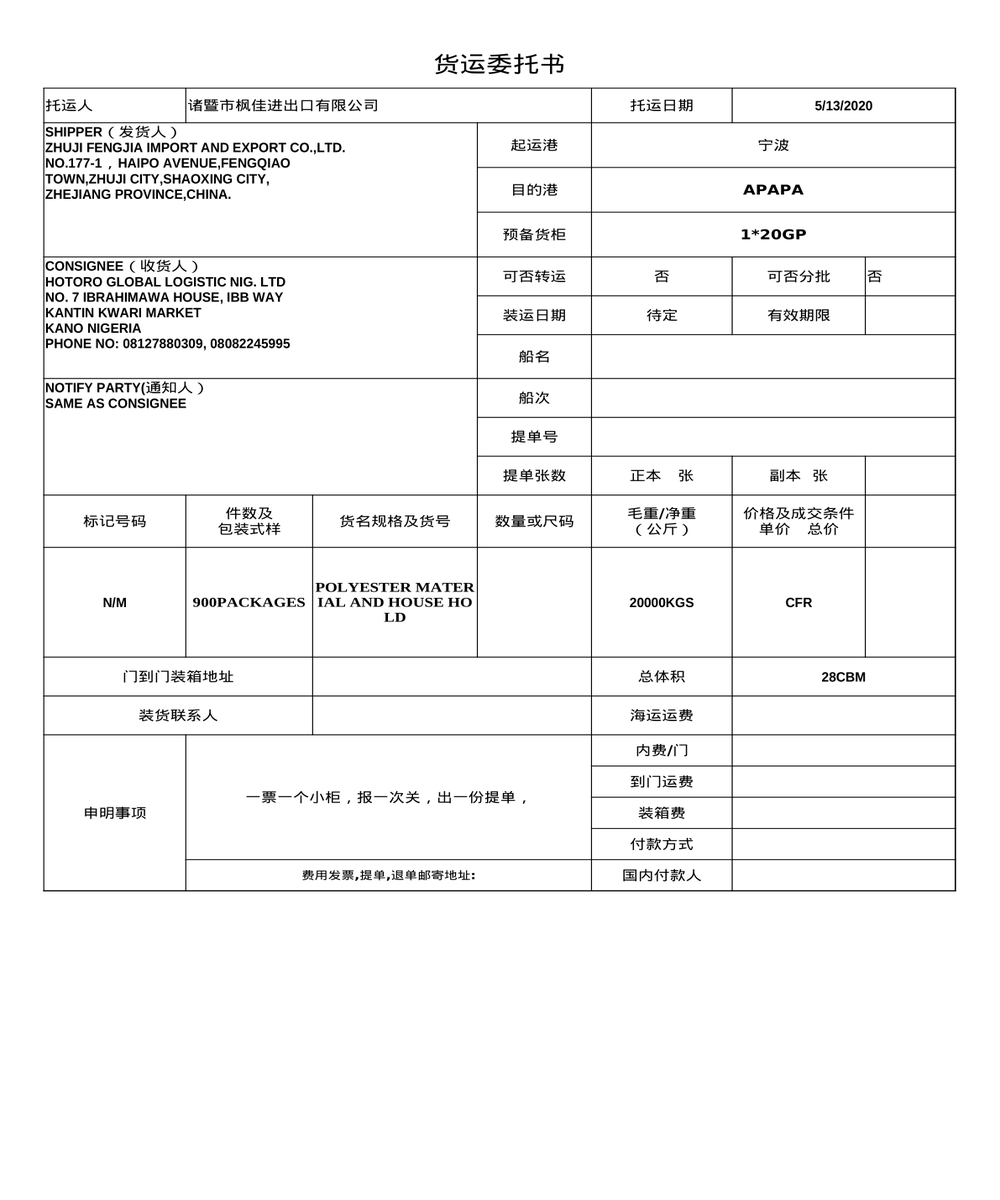 货运委托书
托运人 诸暨市枫佳进出口有限公司 托运日期 5/13/2020
SHIPPER（发货人）
ZHUJI FENGJIA IMPORT AND EXPORT CO.,LTD.
NO.177-1，HAIPO AVENUE,FENGQIAO
TOWN,ZHUJI CITY,SHAOXING CITY,
ZHEJIANG PROVINCE,CHINA.
起运港 宁波
目的港 APAPA
预备货柜 1*20GP
CONSIGNEE（收货人）
HOTORO GLOBAL LOGISTIC NIG. LTD
NO. 7 IBRAHIMAWA HOUSE, IBB WAY
KANTIN KWARI MARKET
KANO NIGERIA
PHONE NO: 08127880309, 08082245995
可否转运 否 可否分批 否
装运日期 待定 有效期限
船名
NOTIFY PARTY(通知人）
SAME AS CONSIGNEE
船次
提单号
提单张数 正本 张 副本 张
标记号码 件数及 包装式样 货名规格及货号 数量或尺码 毛重/净重 （公斤） 价格及成交条件 单价 总价
N/M 900PACKAGES POLYESTER MATER
IAL AND HOUSE HO
LD
20000KGS CFR
门到门装箱地址 总体积 28CBM
装货联系人 海运运费
申明事项 一票一个小柜，报一次关，出一份提单，
内费/门
到门运费
装箱费
付款方式
费用发票,提单,退单邮寄地址: 国内付款人